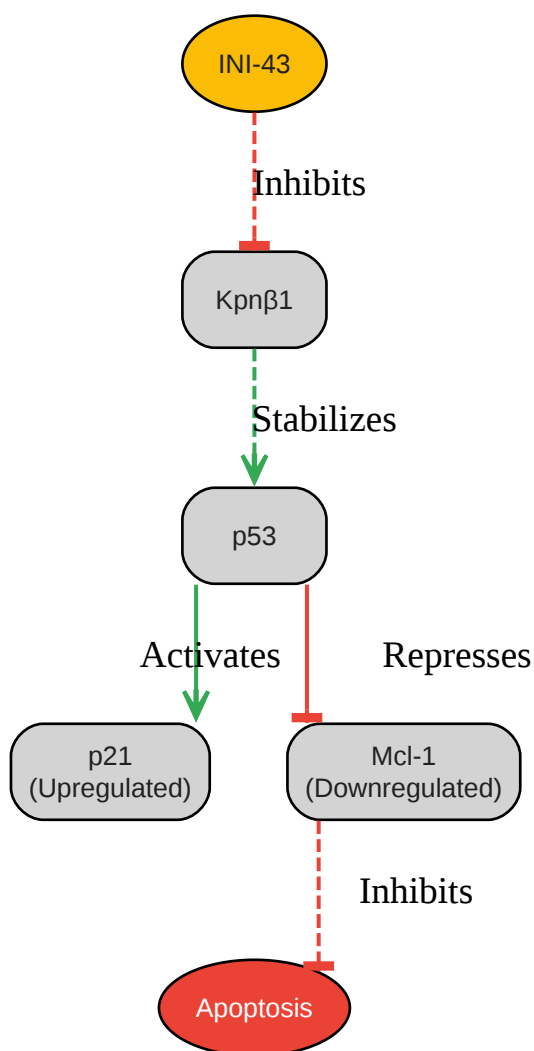 INI-43
Inhibits
Kpnβ1
Stabilizes
p53
Activates
Represses
p21
(Upregulated)
Mcl-1
(Downregulated)
Inhibits
Apoptosis